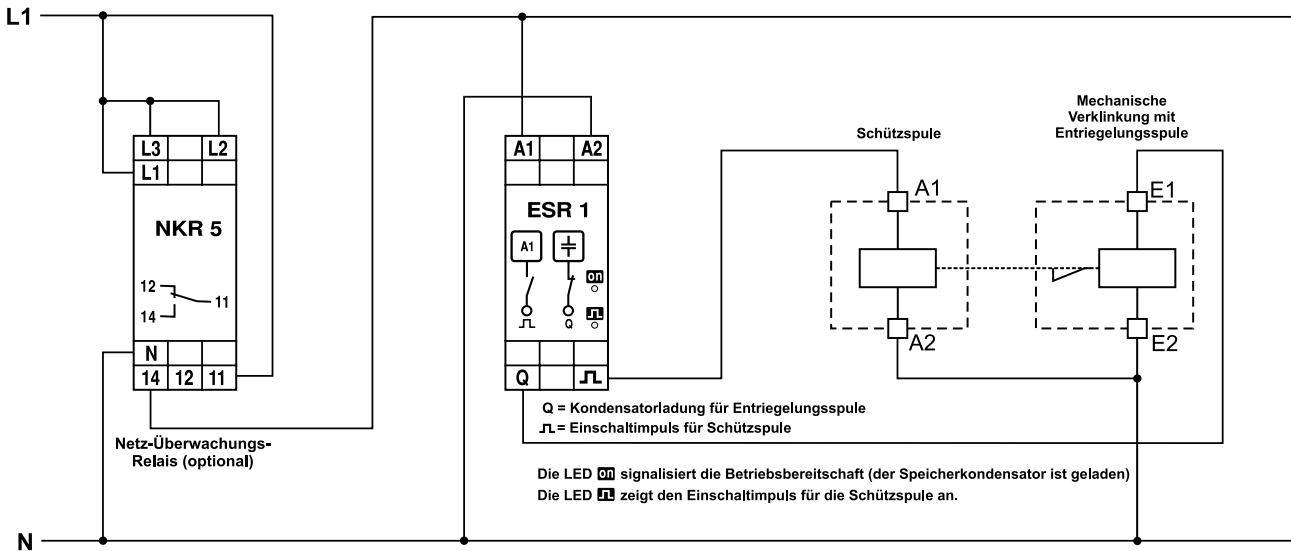 L1
L3 L2
L1
NKR 5
12
11
14
N
14 12 11
Netz-Überwachungs-
Relais (optional)
A1 A2
ESR 1
A1
on
Q
Q
Q = Kondensatorladung für Entriegelungsspule
= Einschaltimpuls für Schützspule
Schützspule
A1
A2
Mechanische
Verklinkung mit
Entriegelungsspule
E1
E2
Die LED on signalisiert die Betriebsbereitschaft (der Speicherkondensator ist geladen)
Die LED zeigt den Einschaltimpuls für die Schützspule an.
N